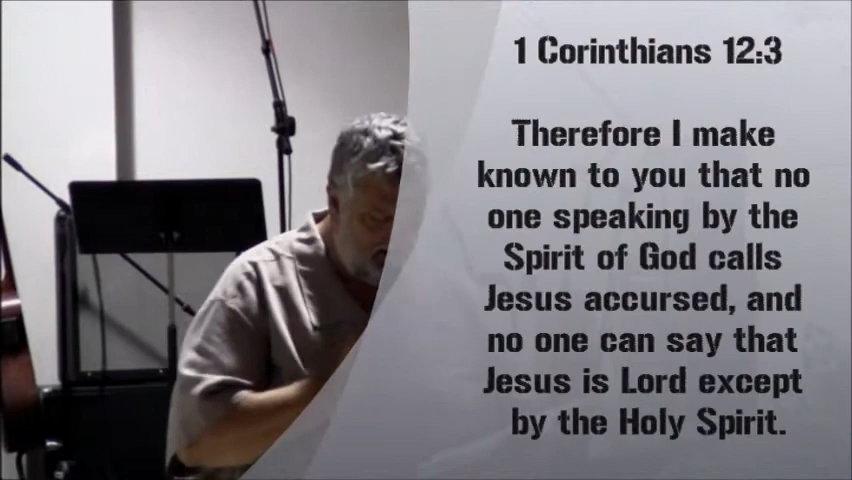 1 Corinthians 12:3
Therefore I make
known to you that no
one speaking by the
Spirit of God calls
Jesus accursed, and
no one can say that
Jesus is Lord except
by the Holy Spirit.